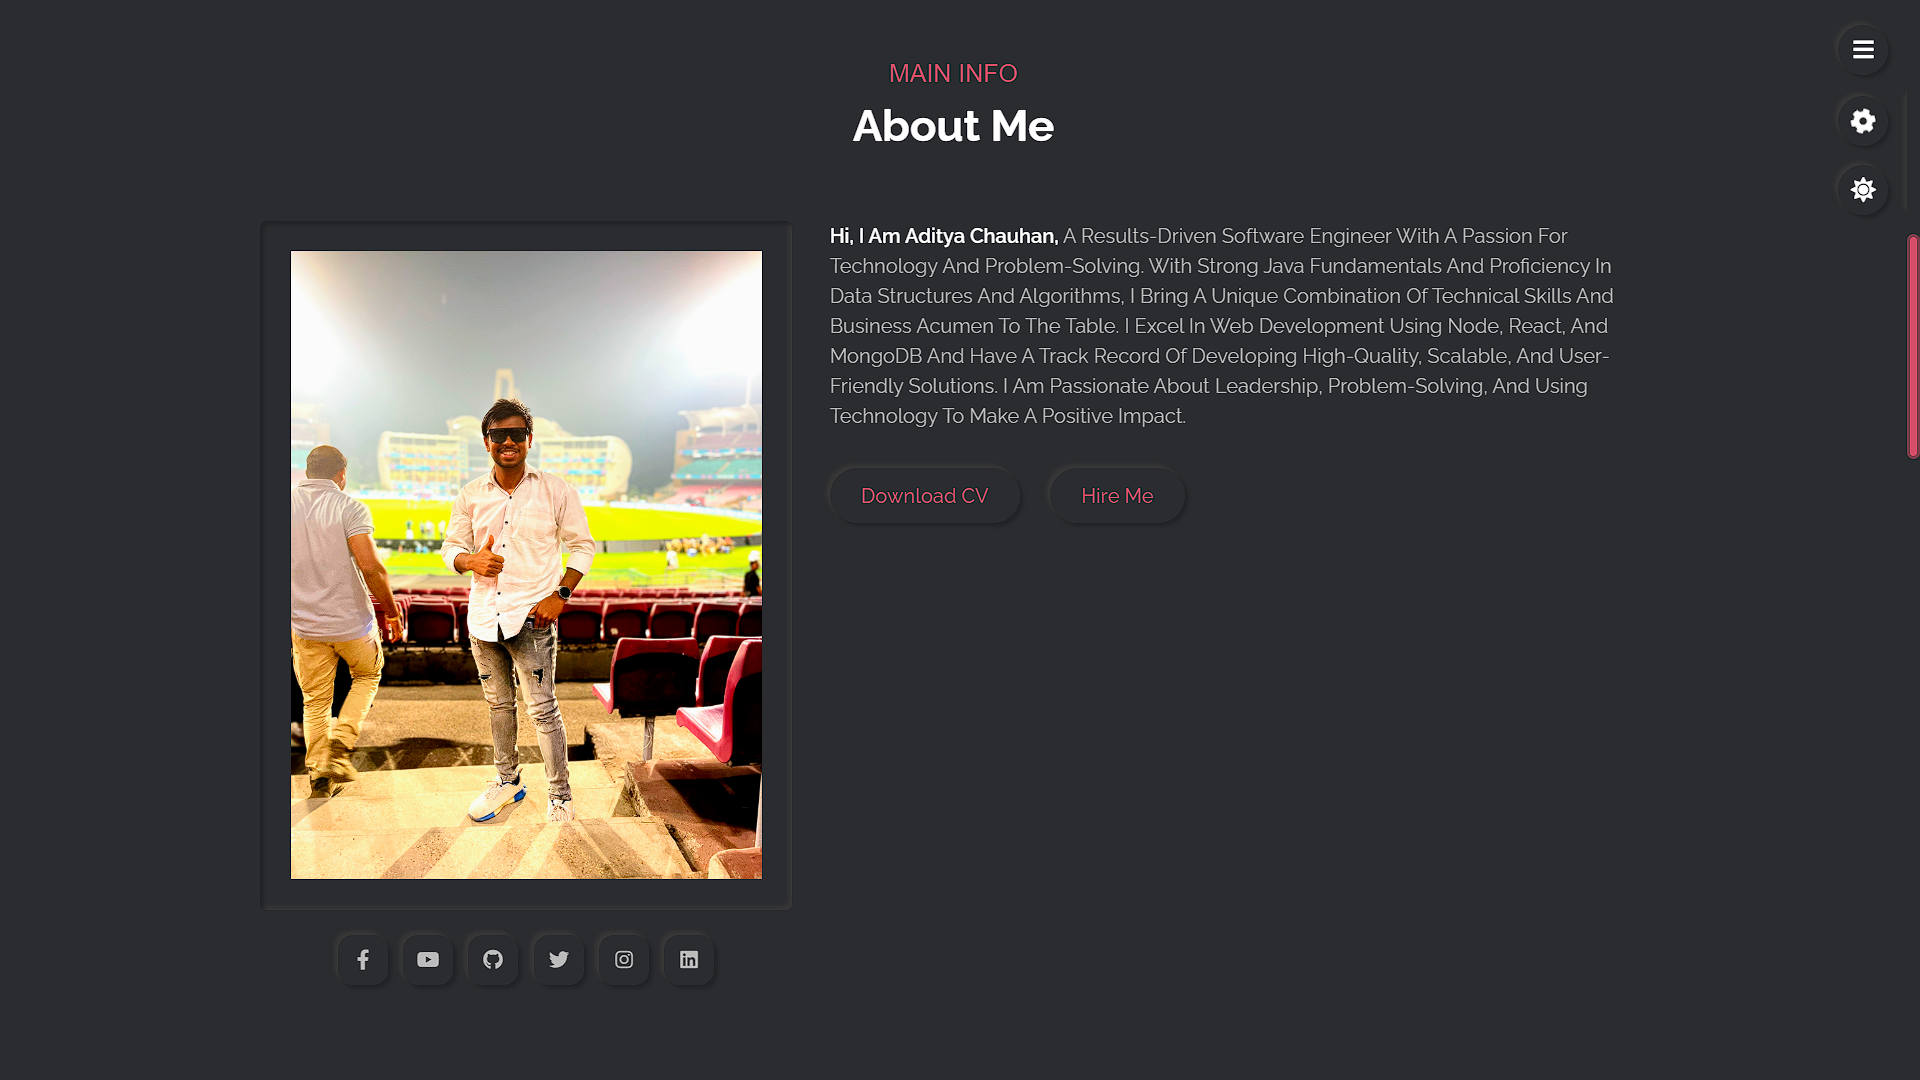 MAIN INFO
About Me
Hi, I Am Aditya Chauhan, A Results-Driven Software Engineer With A Passion For
Technology And Problem-Solving. With Strong Java Fundamentals And Proficiency In
Data Structures And Algorithms, I Bring A Unique Combination Of Technical Skills And
Business Acumen To The Table. I Excel In Web Development Using Node, React, And
MongoDB And Have A Track Record Of Developing High-Quality, Scalable, And User-
Friendly Solutions. I Am Passionate About Leadership, Problem-Solving, And Using
Technology To Make A Positive Impact.
Download CV
Hire Me